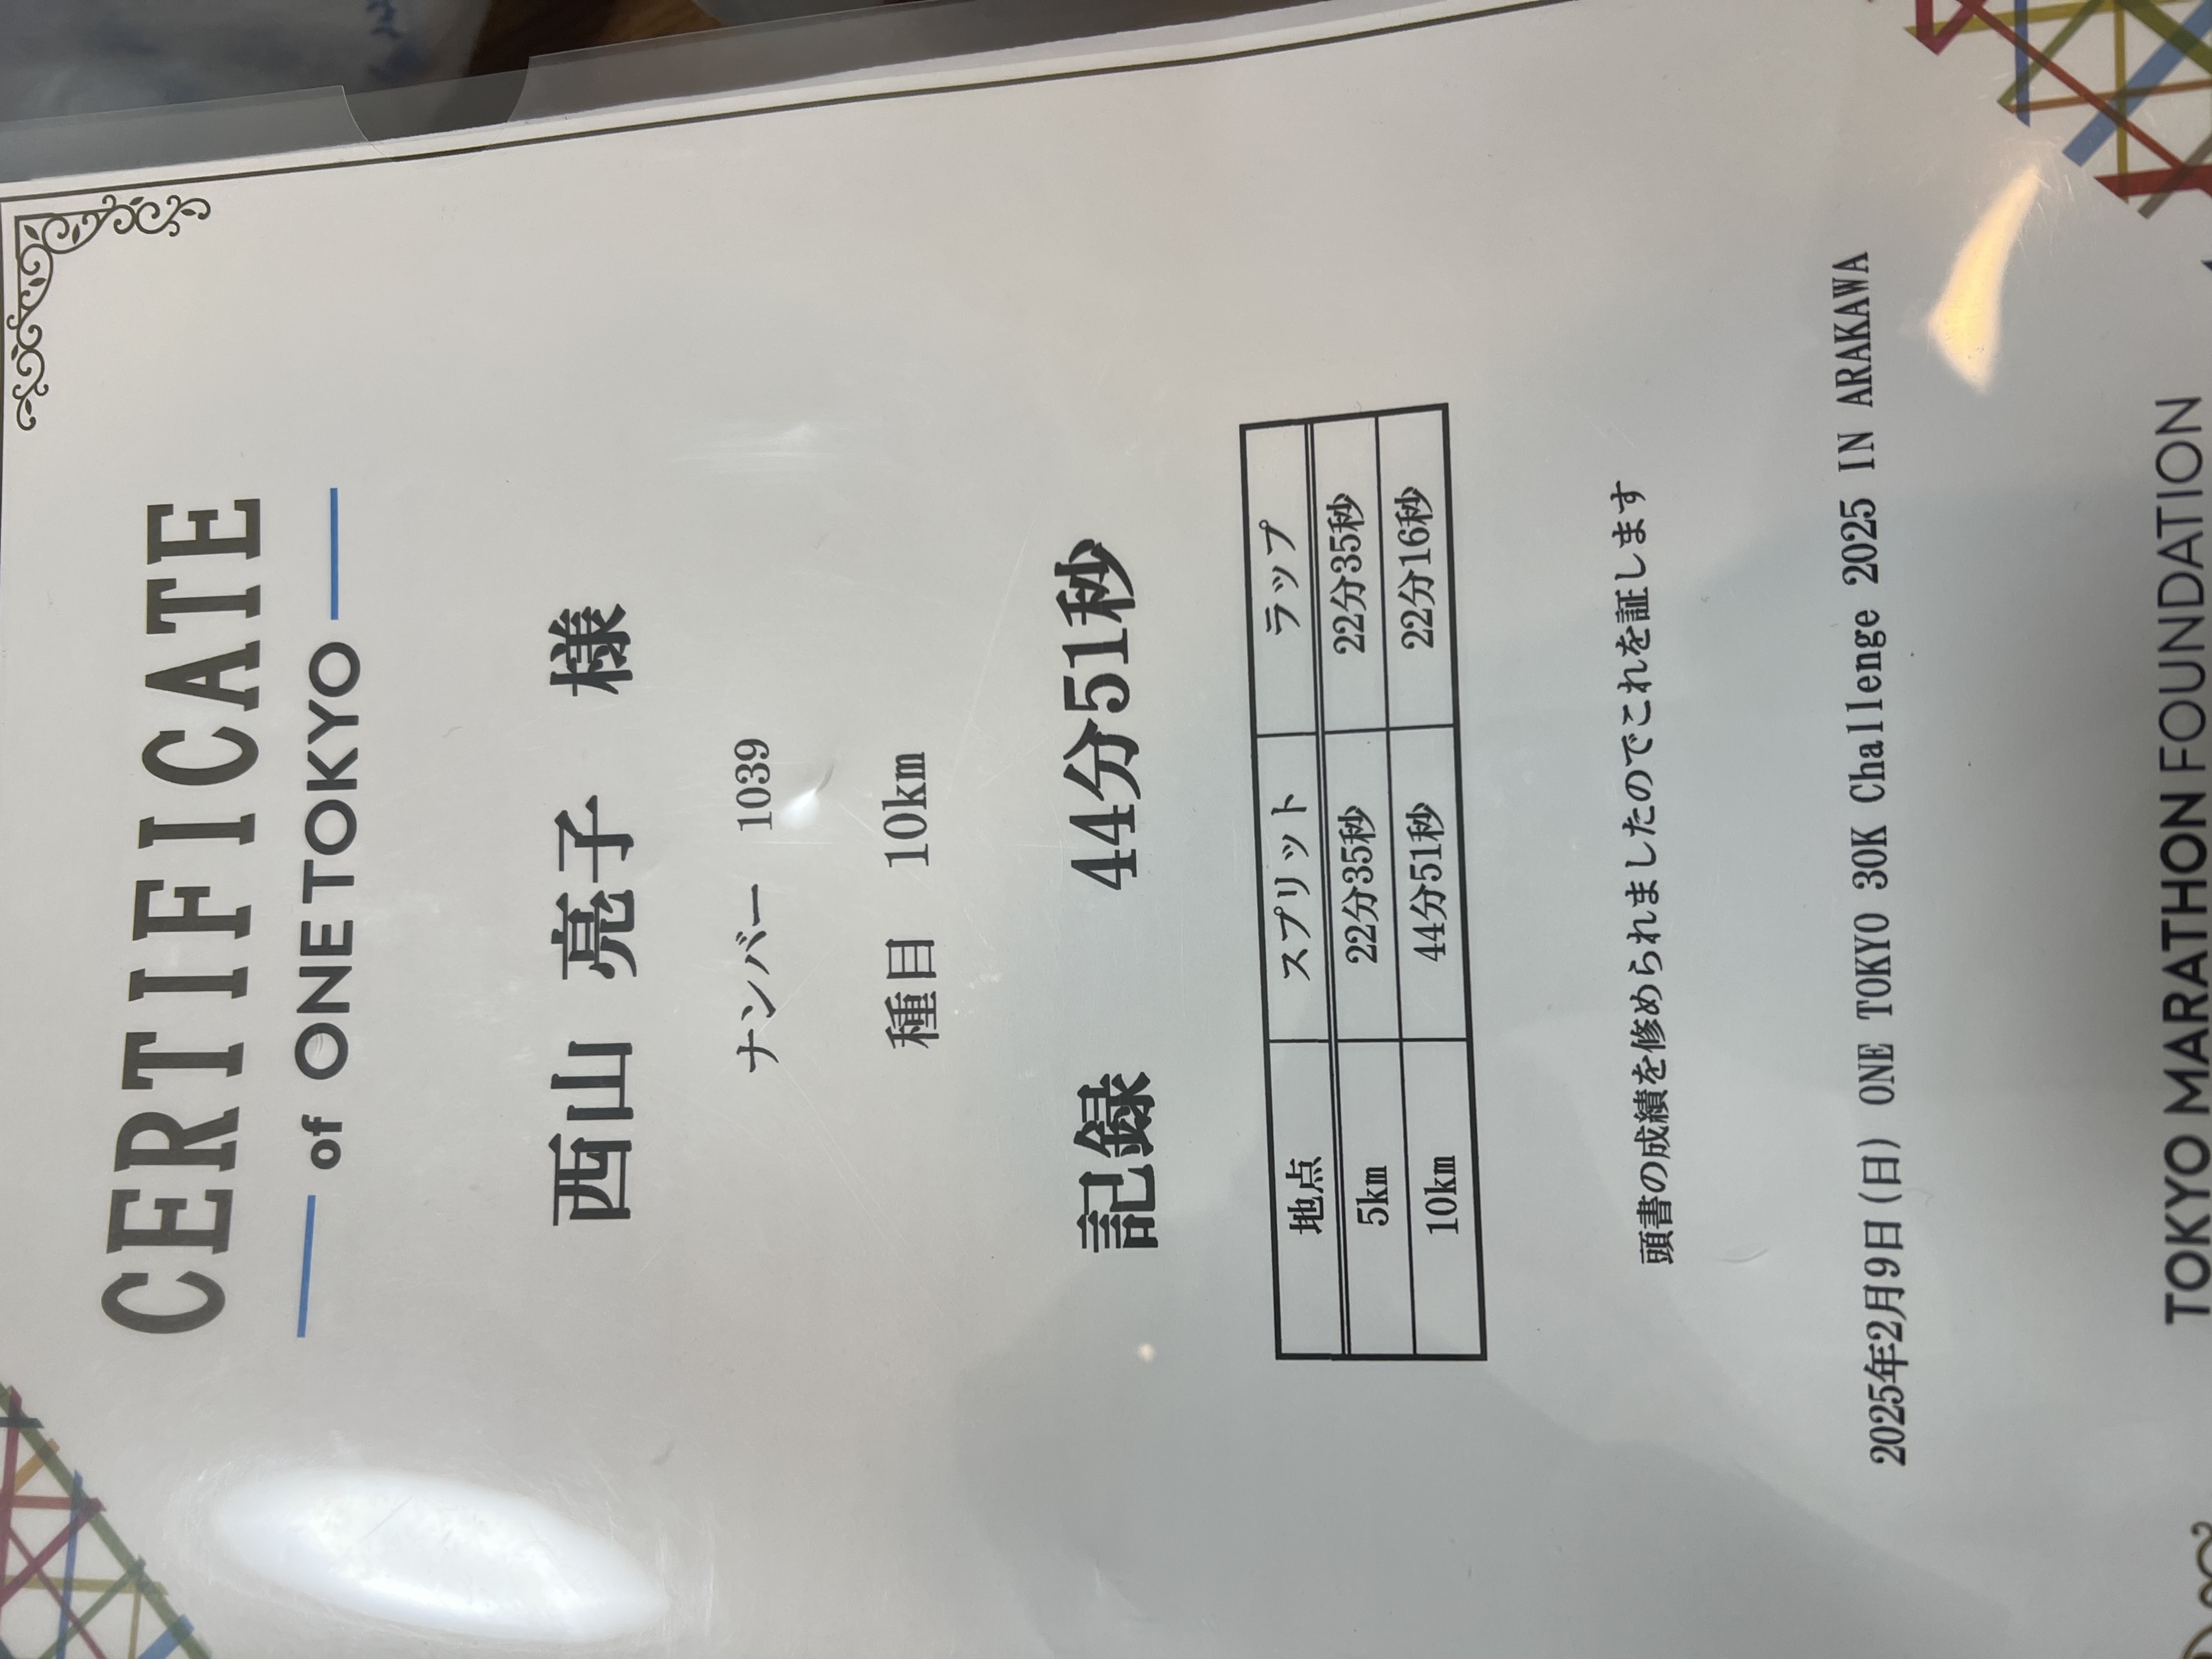 CERTIFICATE
of ONE TOKYO
西山 亮子 様
ナンバー 1039
種目 10km
記録 44分51秒
地点 スプリット ラップ
5km 22分35秒 22分35秒
10km 44分51秒 22分16秒
頭書の成績を修められましたのでこれを証します
2025年2月9日(日) ONE TOKYO 30K Challenge 2025 IN ARAKAWA
TOKYO MARATHON FOUNDATION